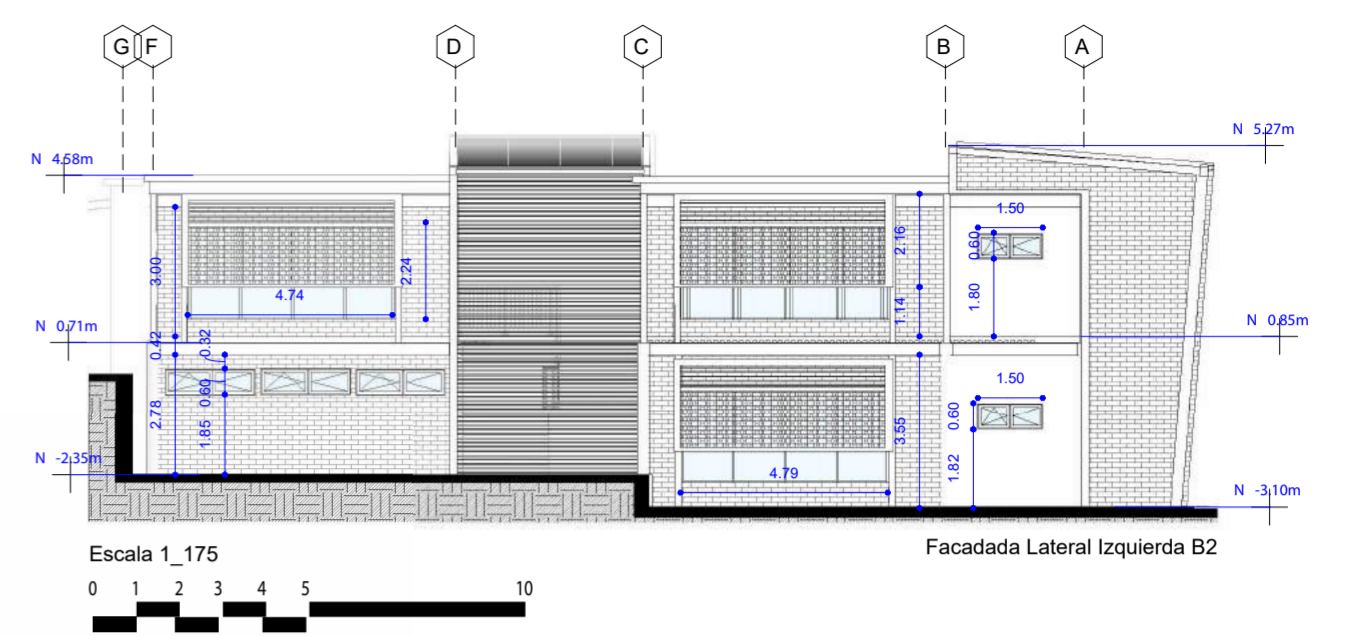 G F D C B A
N 5.27m
N 4.58m
1.50
3.00
2.24
2.16
0.60
4.74
1.80
1.14
N 0.71m
N 0.85m
0.42
0.32
1.50
0.60
2.78
1.85
3.55
0.60
4.79
1.82
N -2.35m
N -3.10m
Escala 1_175
Facadada Lateral Izquierda B2
0 1 2 3 4 5 10